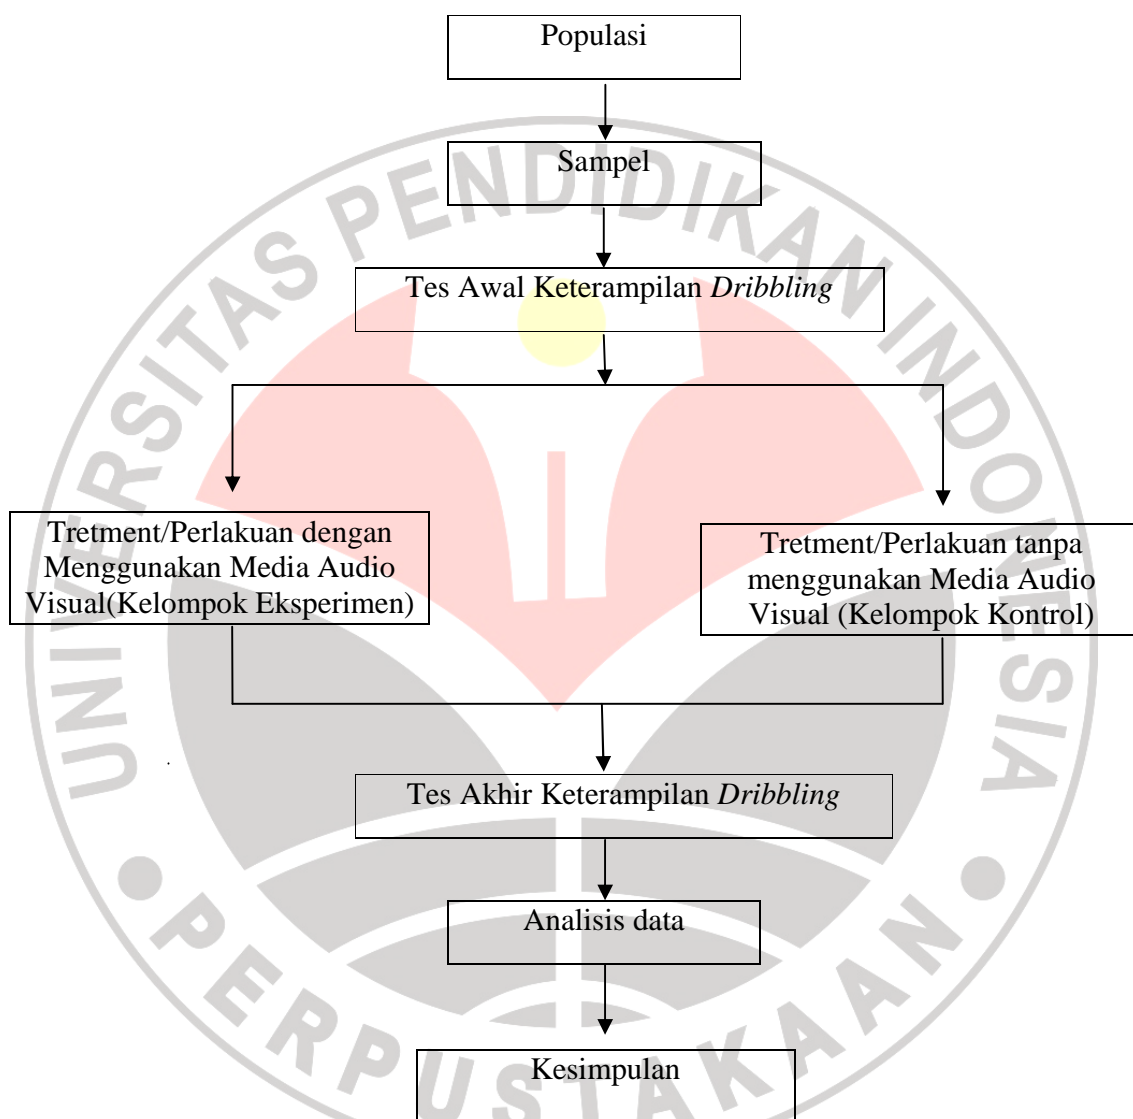 Populasi
Sampel
Tes Awal Keterampilan Dribbling
Tretment/Perlakuan dengan
Menggunakan Media Audio
Visual(Kelompok Eksperimen)
Tretment/Perlakuan tanpa
menggunakan Media Audio
Visual (Kelompok Kontrol)
Tes Akhir Keterampilan Dribbling
Analisis data
Kesimpulan
UNIVERSITAS PENDIDIKAN INDONESIA
PERPUSTAKAAN